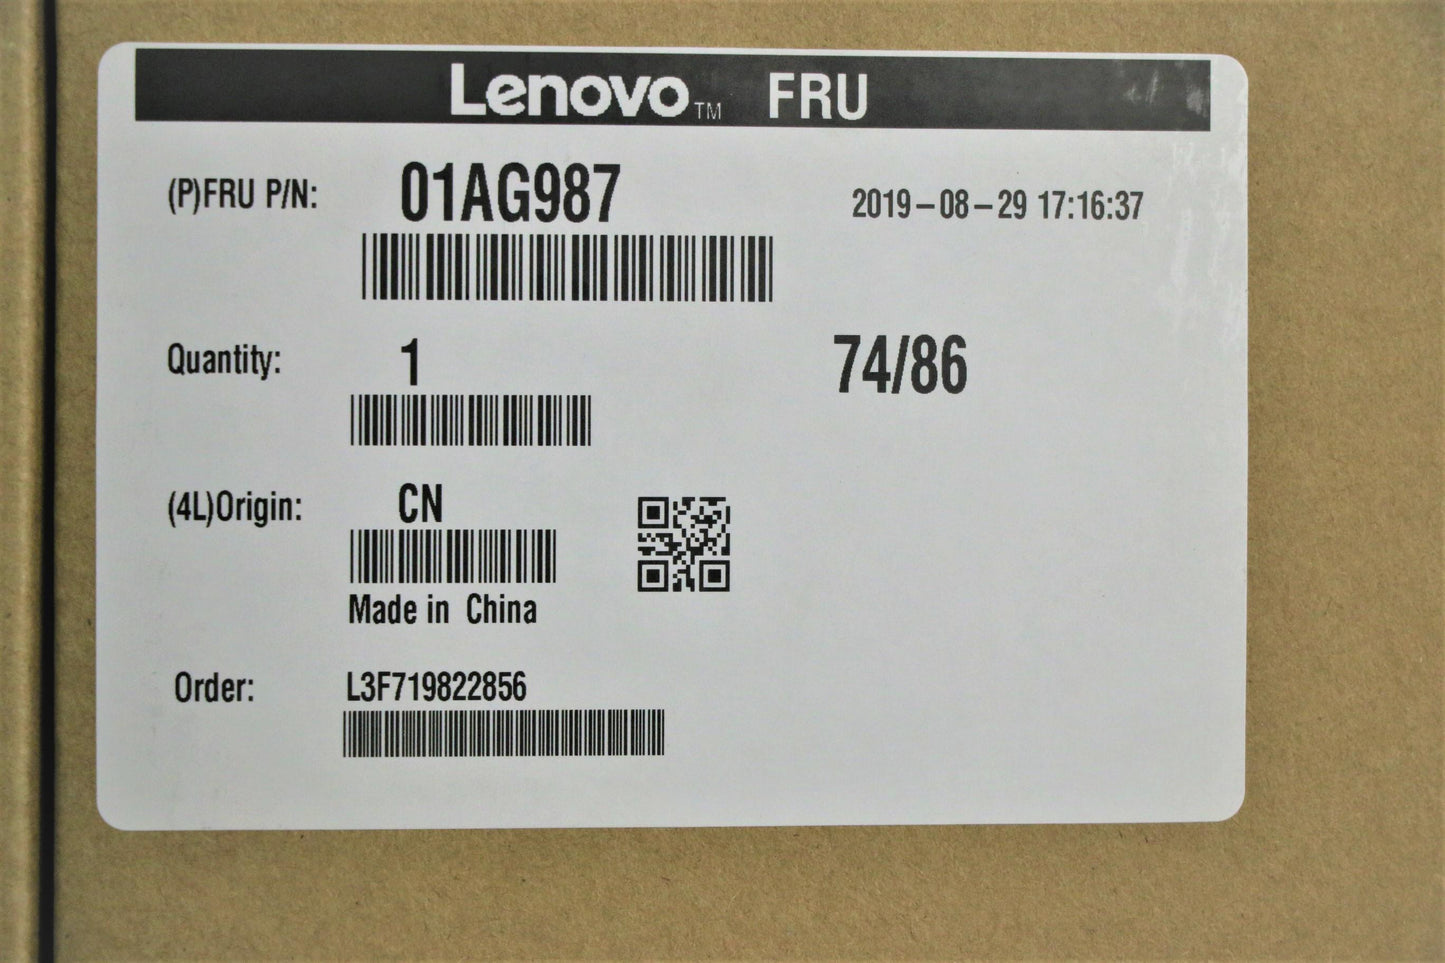 Lenovo™ FRU
(P)FRU P/N: 01AG987 2019-08-29 17:16:37
Quantity: 1 74/86
(4L)Origin: CN
Made in China
Order: L3F719822856